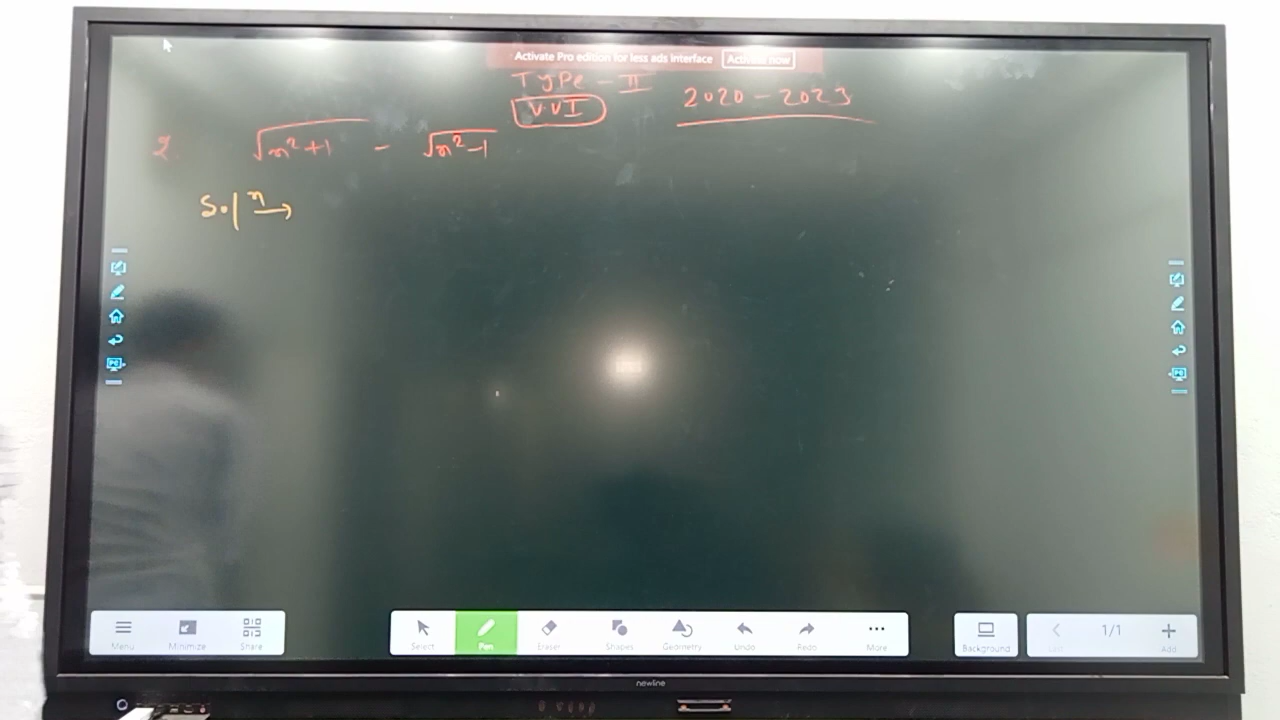 Activate Pro edition for less ads interface Activate now
Type - II
V.V.I 2020 - 2023
2. √n²+1 - √n²-1
Solⁿ →
Menu Minimize Share Select Pen Eraser Shapes Geometry Undo Redo More Background 1/1 Add
newline